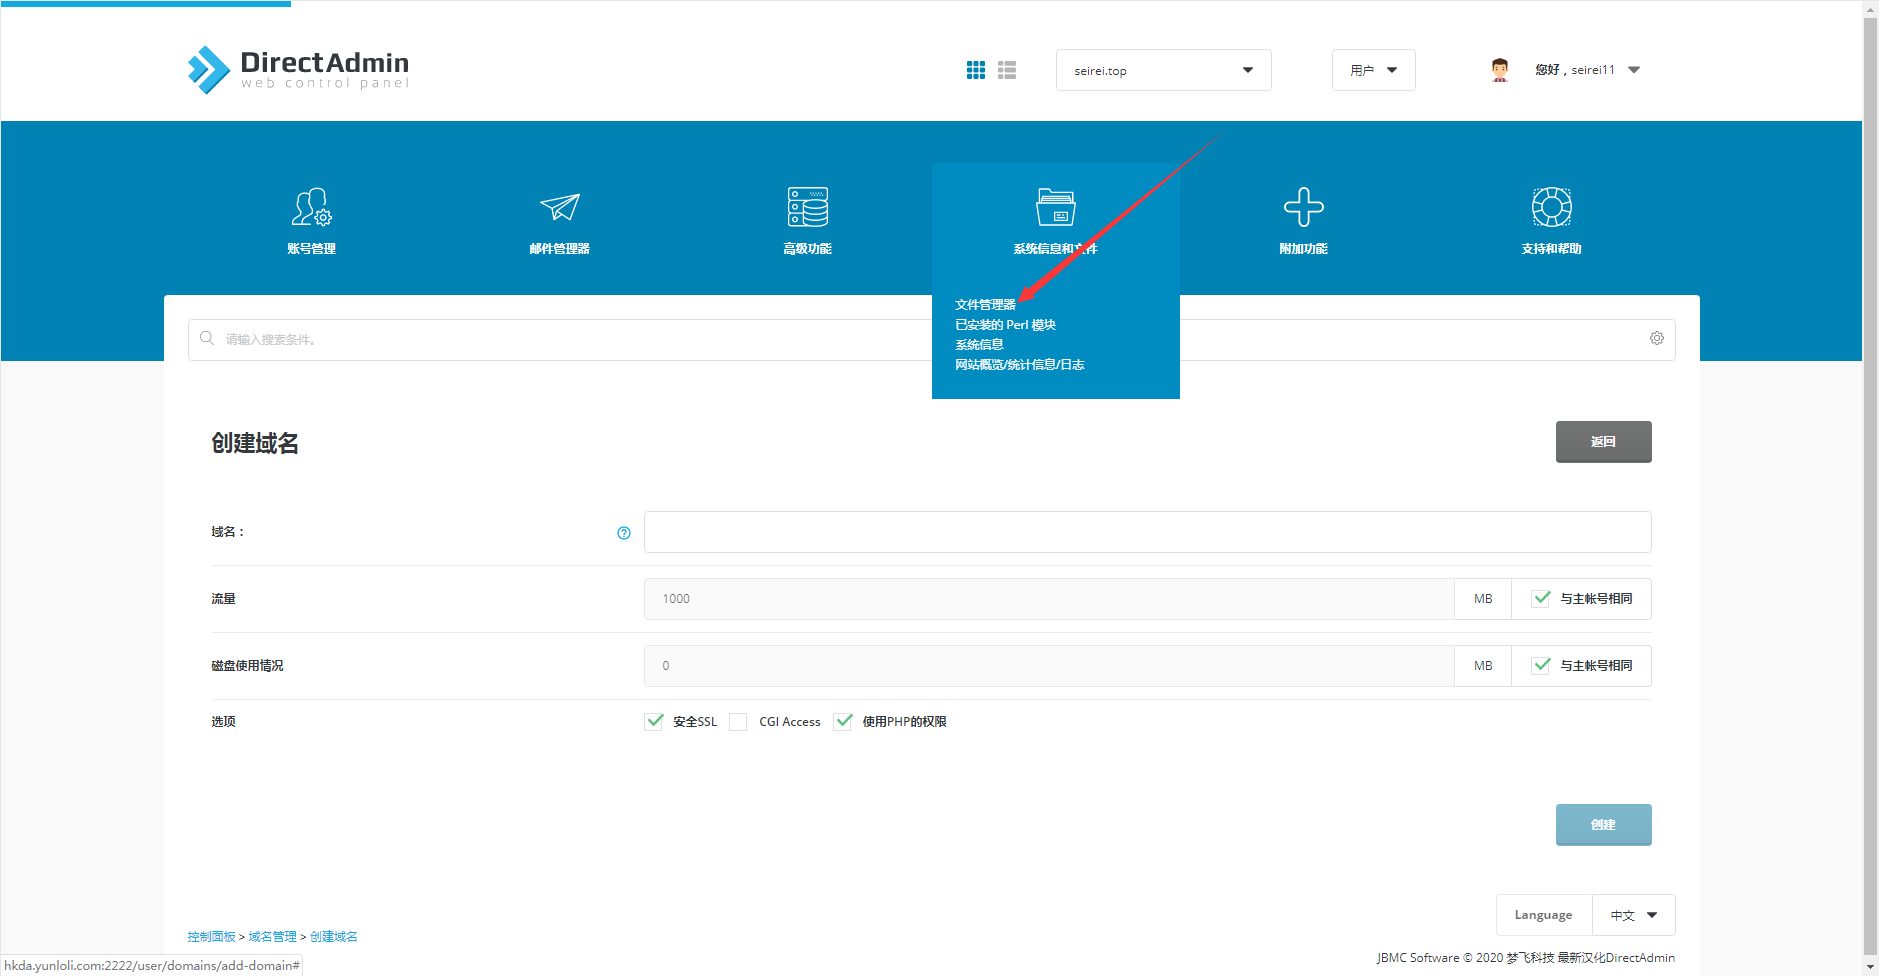 DirectAdmin
web control panel
seirei.top
用户
您好，seirei11
账号管理
邮件管理器
高级功能
系统信息和文件
附加功能
支持和帮助
文件管理器
已安装的 Perl 模块
系统信息
网站概览/统计信息/日志
请输入搜索条件。
创建域名
返回
域名：
流量
1000
MB
与主帐号相同
磁盘使用情况
0
MB
与主帐号相同
选项
安全SSL
CGI Access
使用PHP的权限
创建
Language
中文
控制面板 > 域名管理 > 创建域名
JBMC Software © 2020 梦飞科技 最新汉化DirectAdmin
hkda.yunloli.com:2222/user/domains/add-domain#